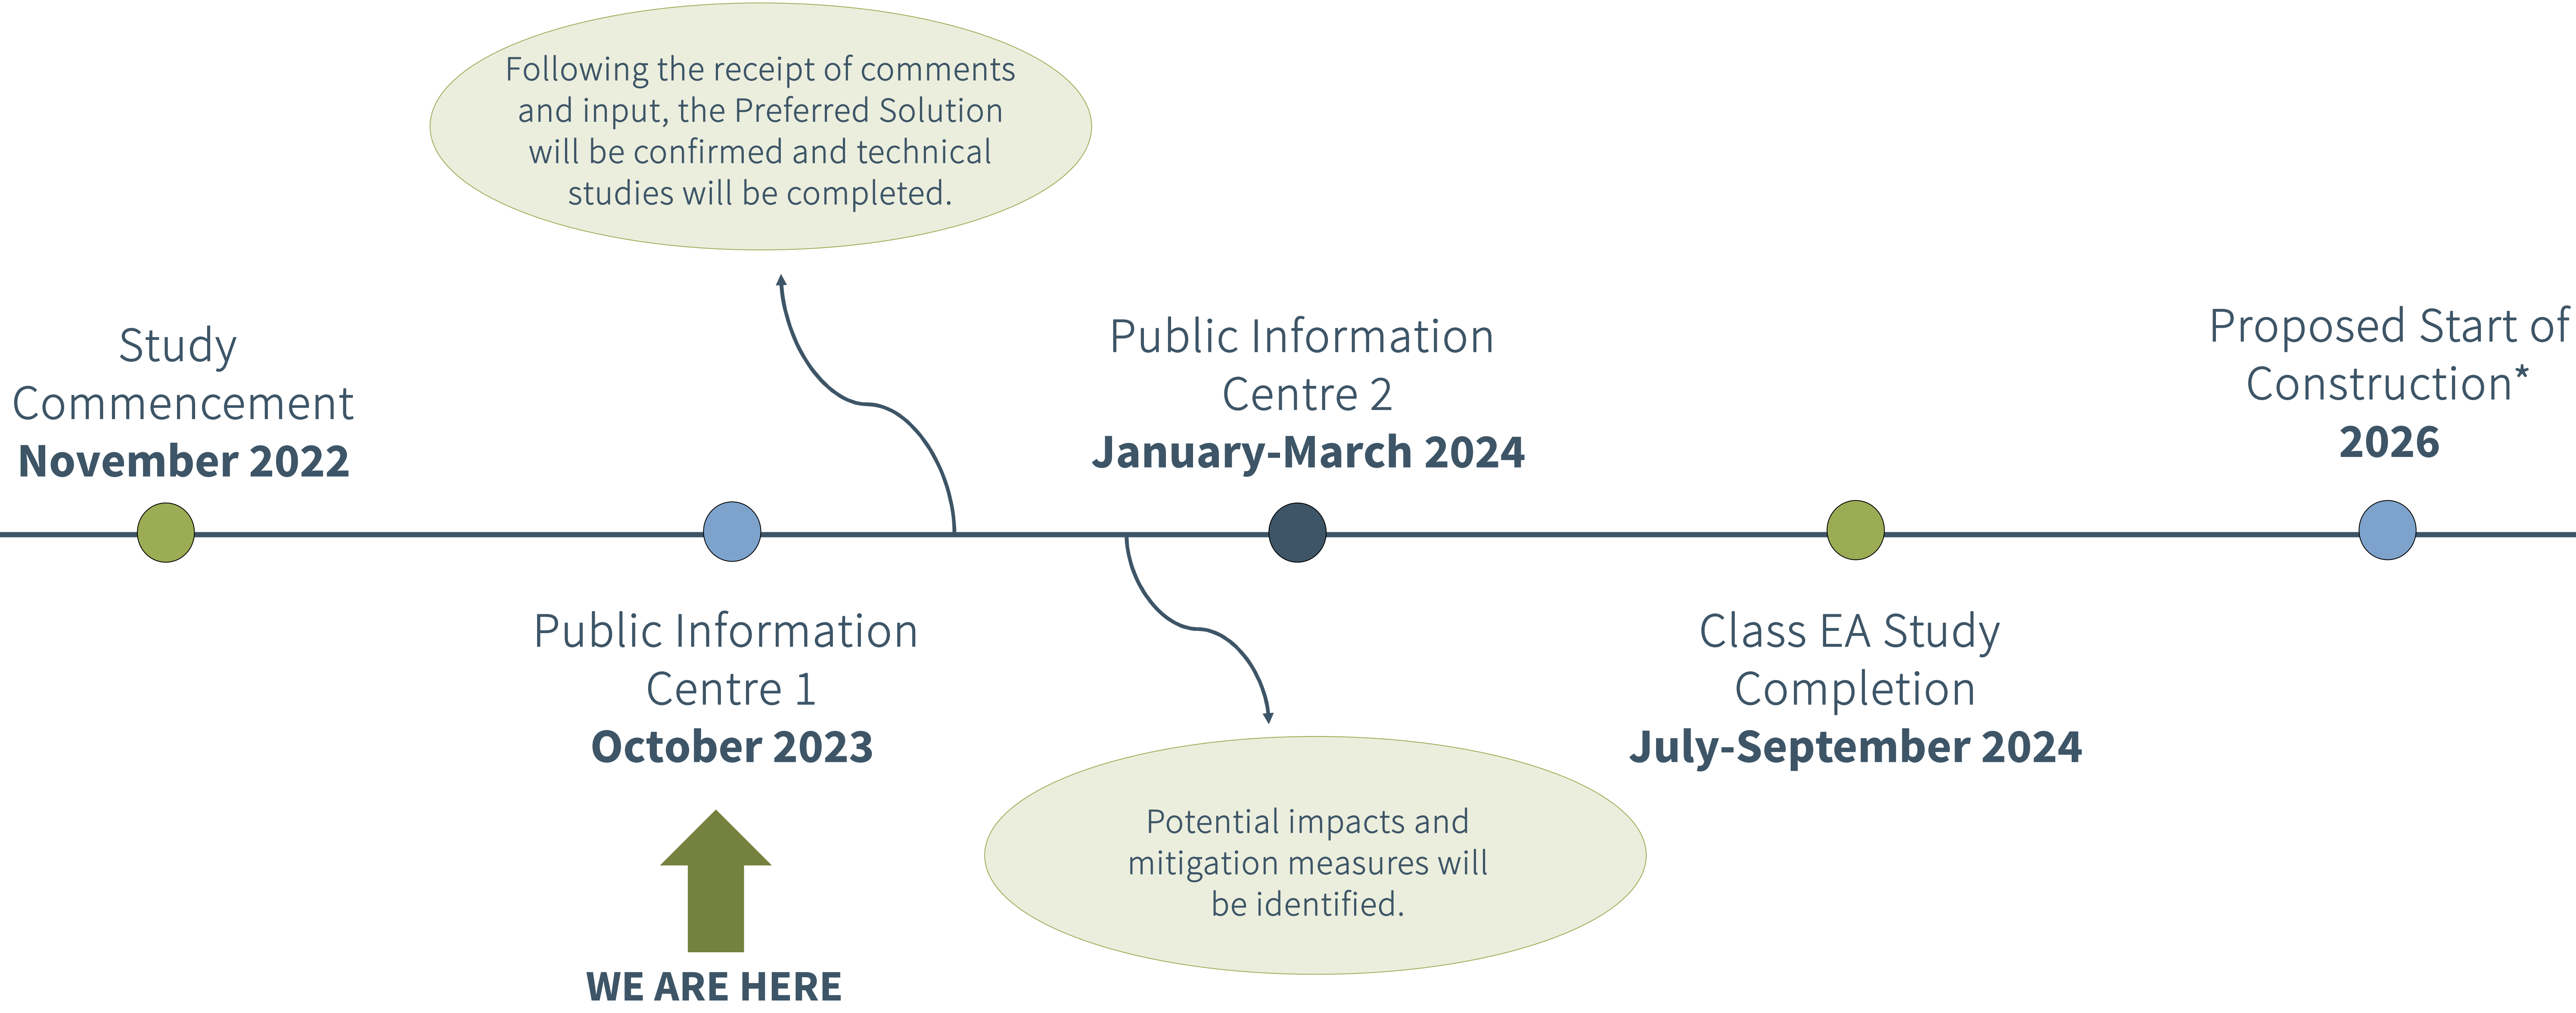 Following the receipt of comments
and input, the Preferred Solution
will be confirmed and technical
studies will be completed.
Study
Commencement
November 2022
Public Information
Centre 1
October 2023
WE ARE HERE
Public Information
Centre 2
January-March 2024
Potential impacts and
mitigation measures will
be identified.
Class EA Study
Completion
July-September 2024
Proposed Start of
Construction*
2026